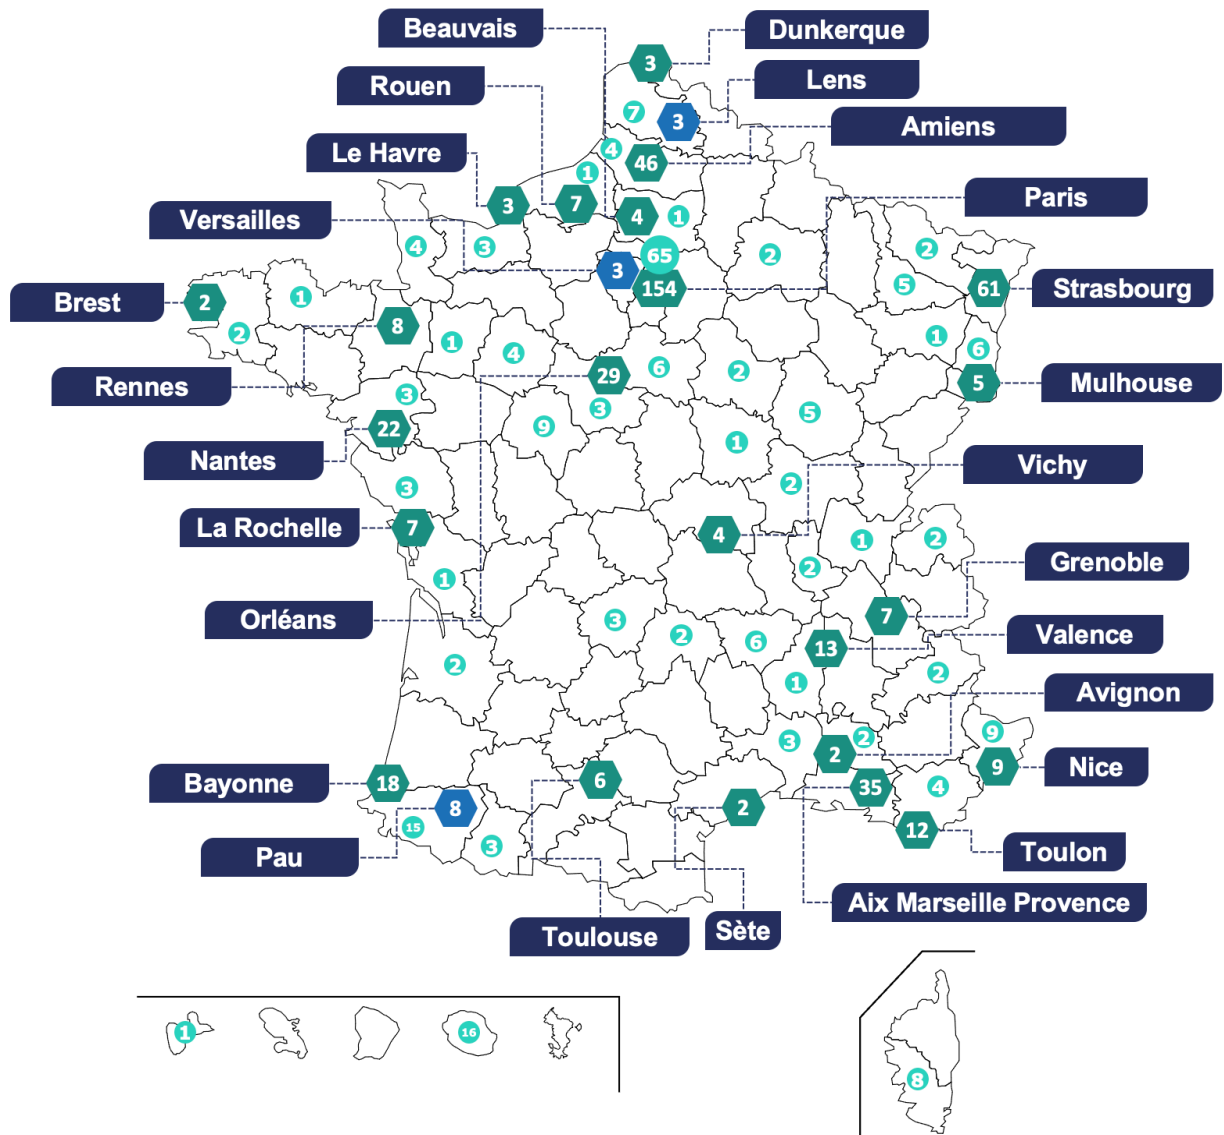 Beauvais
Dunkerque
3
Rouen
Lens
7
3
Amiens
4
46
Le Havre
1
Paris
3
7
4
1
Versailles
4
3
65
2
2
3
154
5
61
Strasbourg
Brest
2
1
2
8
1
4
1
6
Rennes
29
6
2
5
Mulhouse
3
3
5
22
9
1
Nantes
Vichy
3
2
La Rochelle
7
4
1
2
Grenoble
1
2
Orléans
3
7
Valence
2
6
13
2
1
2
Avignon
3
2
9
2
9
Nice
Bayonne
18
6
35
4
8
2
15
12
Pau
3
Toulon
Aix Marseille Provence
Toulouse
Sète
1
16
8